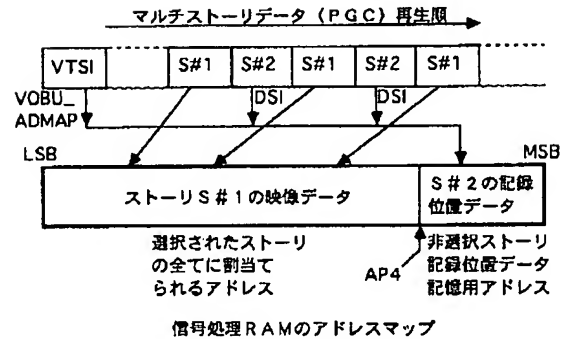 マルチストーリデータ（PGC）再生順
VTSI S#1 S#2 S#1 S#2 S#1
VOBU_ DSI DSI
ADMAP
LSB MSB
ストーリS#1の映像データ
S#2の記録
位置データ
選択されたストーリ
の全てに割当て
られるアドレス
AP4
非選択ストーリ
記録位置データ
記憶用アドレス
信号処理RAMのアドレスマップ